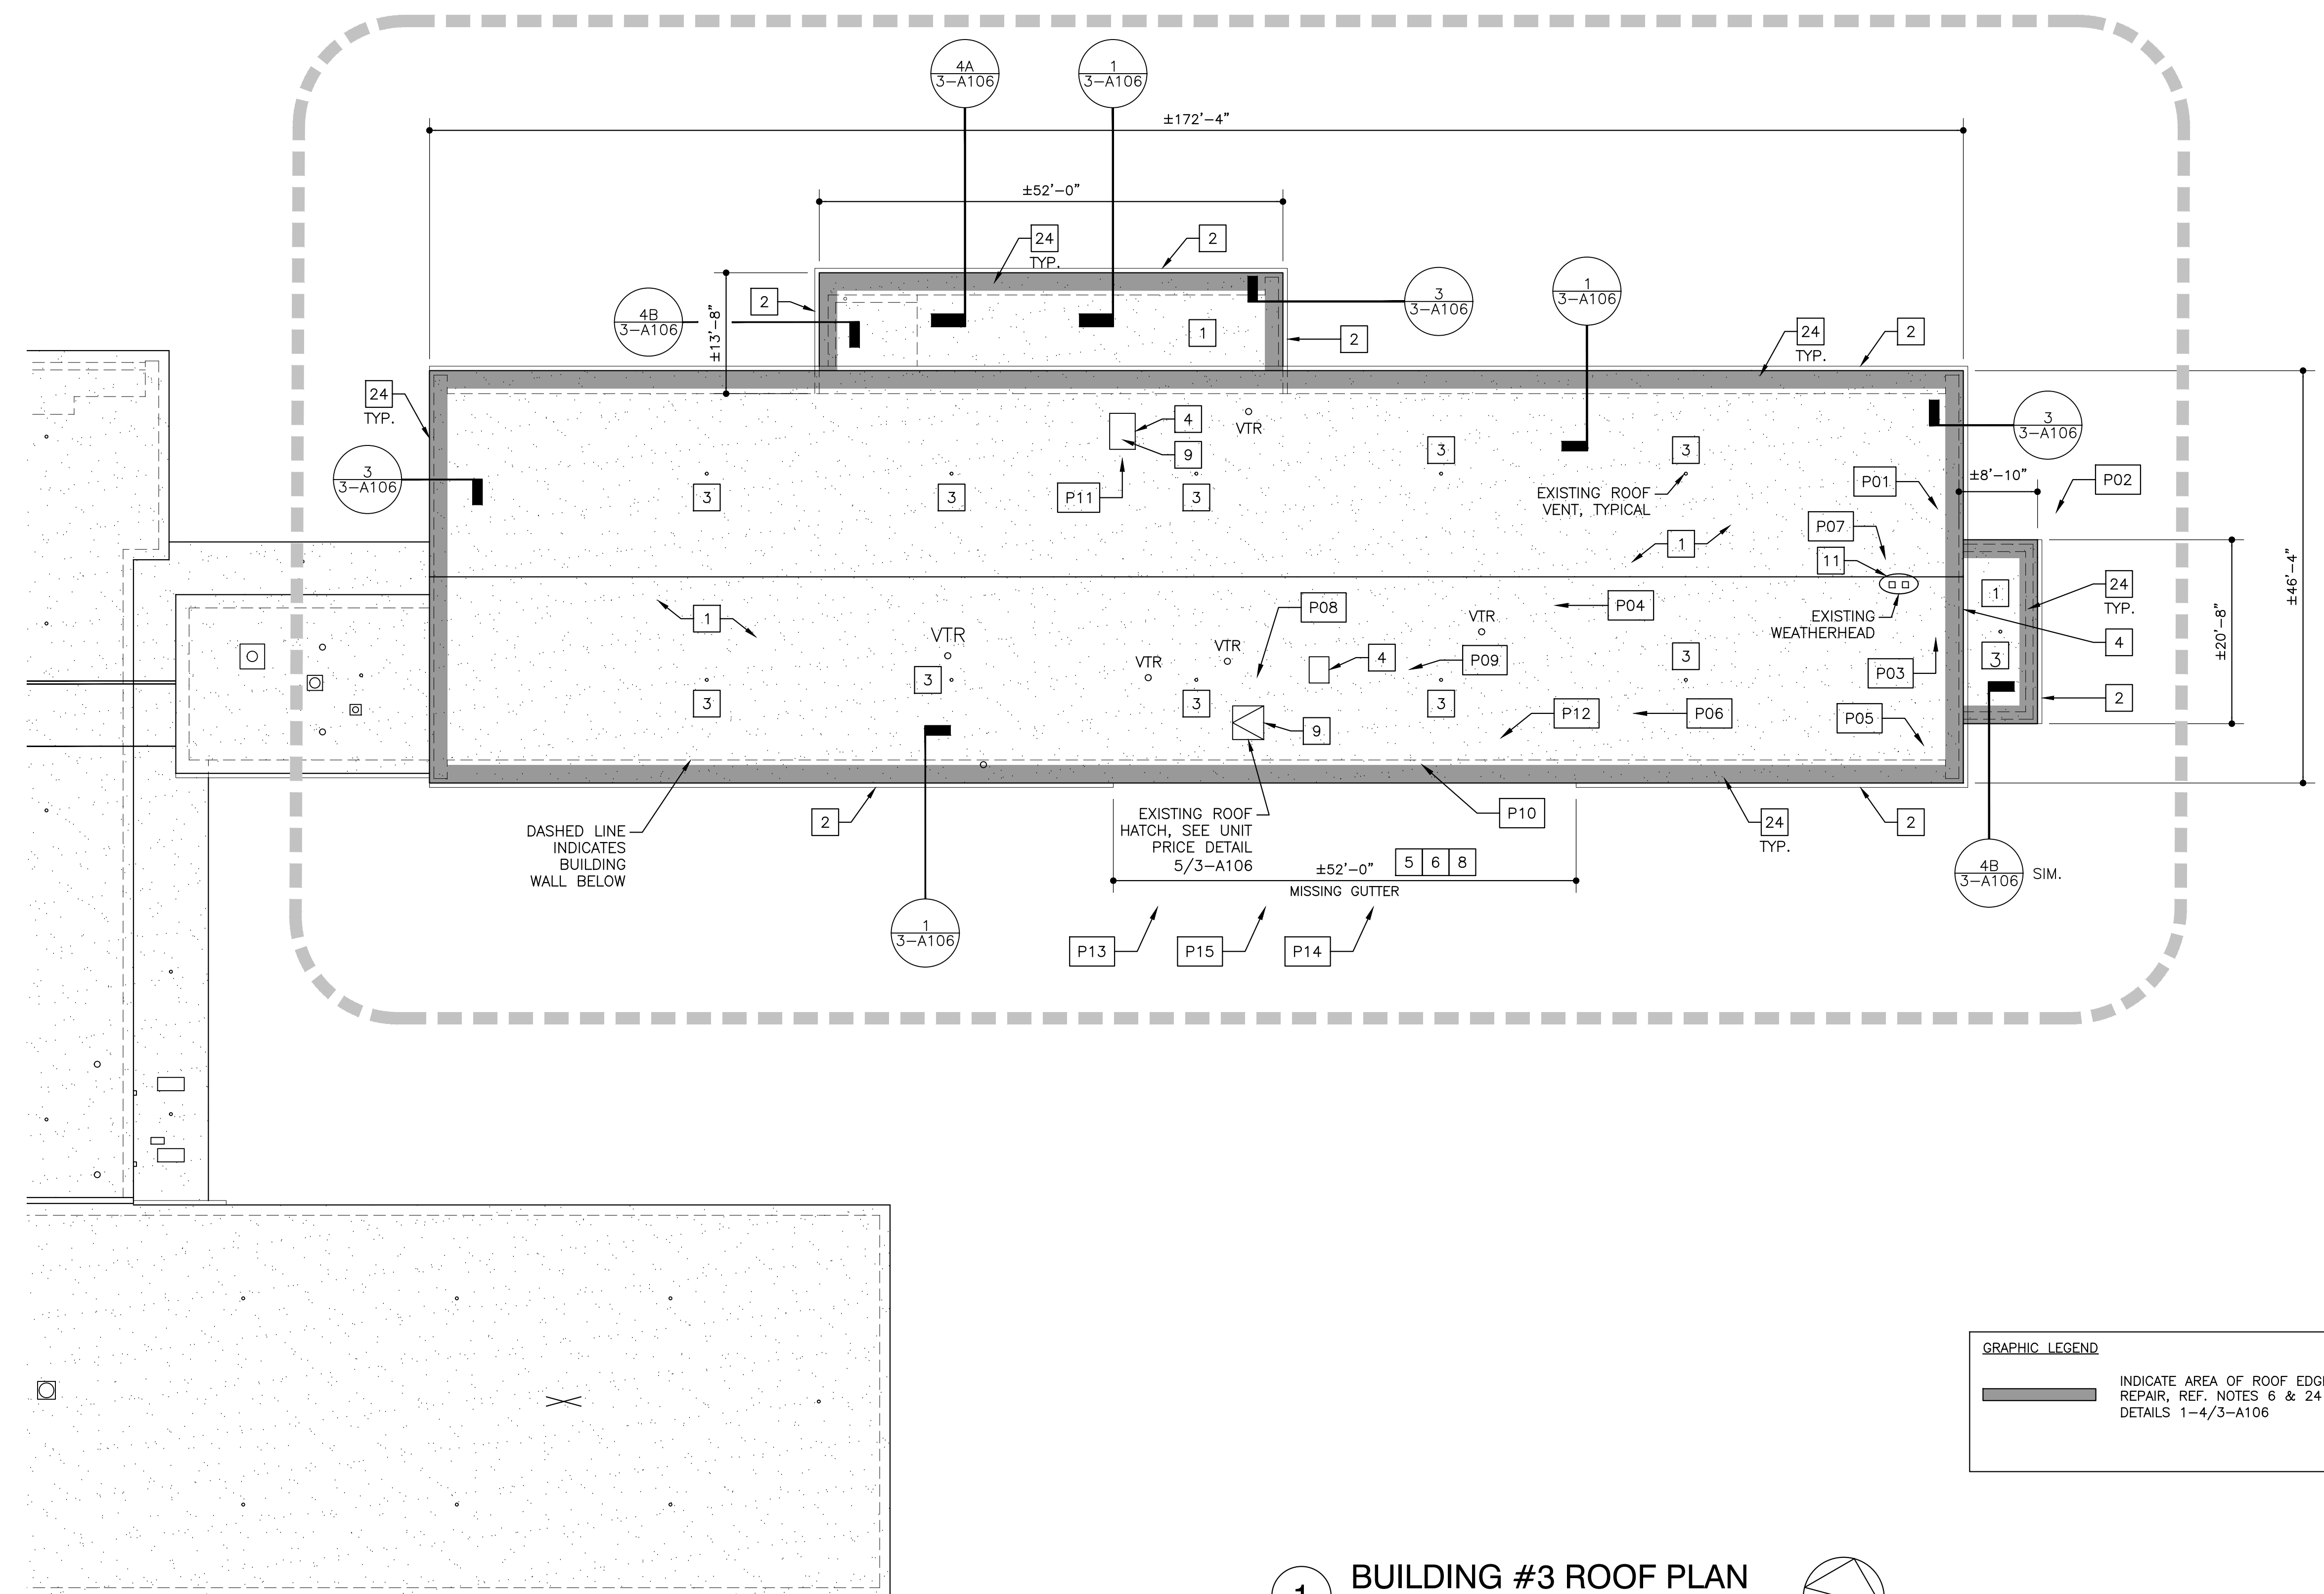 4A
3-A106
1
3-A106
±172'-4"
±52'-0"
24
TYP.
2
2
4B
3-A106
±13'-8"
1
3
3-A106
2
1
3-A106
24
TYP.
2
24
TYP.
3
3-A106
4
9
VTR
P11
3
3
3
3
3
EXISTING ROOF
VENT, TYPICAL
P01
3
3-A106
±8'-10"
P02
P07
1
11
1
EXISTING
WEATHERHEAD
24
TYP.
4
±20'-8"
±46'-4"
1
VTR
3
3
VTR
VTR
P08
3
4
P09
VTR
P04
3
3
P03
3
2
P12
P06
P05
9
DASHED LINE
INDICATES
BUILDING
WALL BELOW
2
EXISTING ROOF
HATCH, SEE UNIT
PRICE DETAIL
5/3-A106
P10
24
TYP.
2
±52'-0"
5 6 8
MISSING GUTTER
4B
3-A106
SIM.
1
3-A106
P13
P15
P14
GRAPHIC LEGEND
INDICATE AREA OF ROOF EDGE
REPAIR, REF. NOTES 6 & 24
DETAILS 1-4/3-A106
1
BUILDING #3 ROOF PLAN